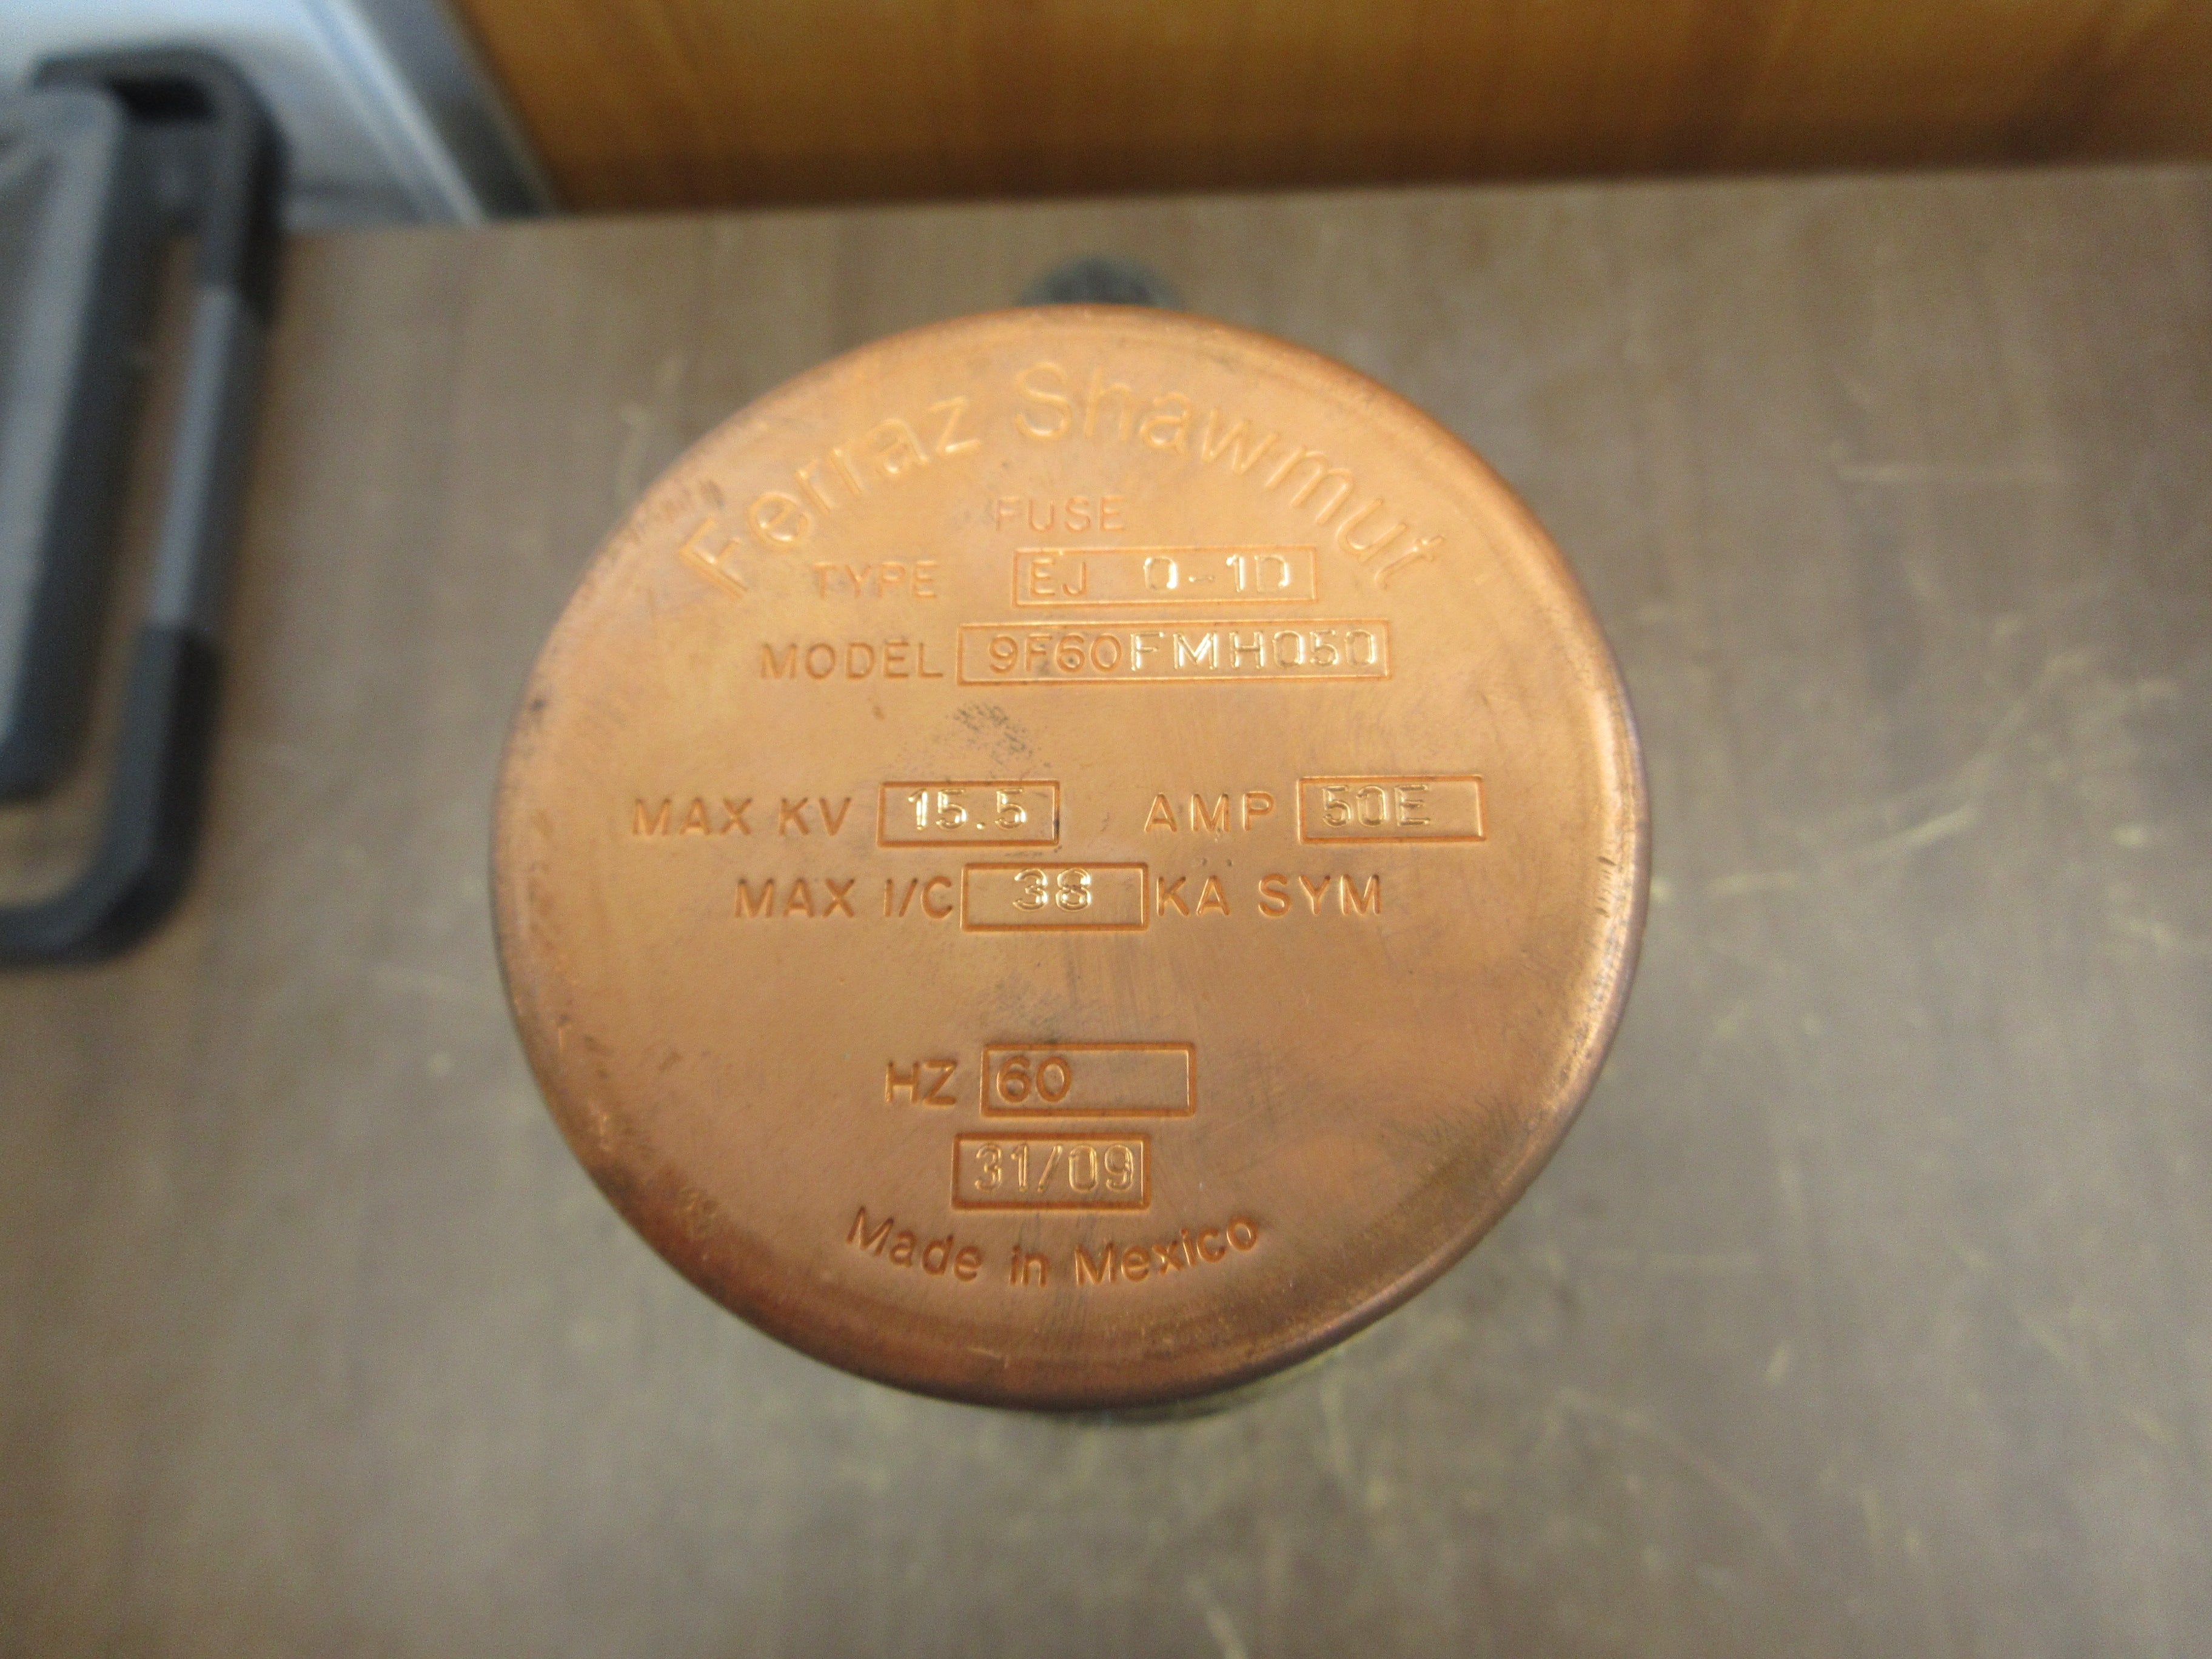 Ferraz Shawmut
FUSE
TYPE EJ O-1D
MODEL 9F60FMH050
MAX KV 15.5 AMP 50E
MAX I/C 38 KA SYM
HZ 60
31/09
Made in Mexico